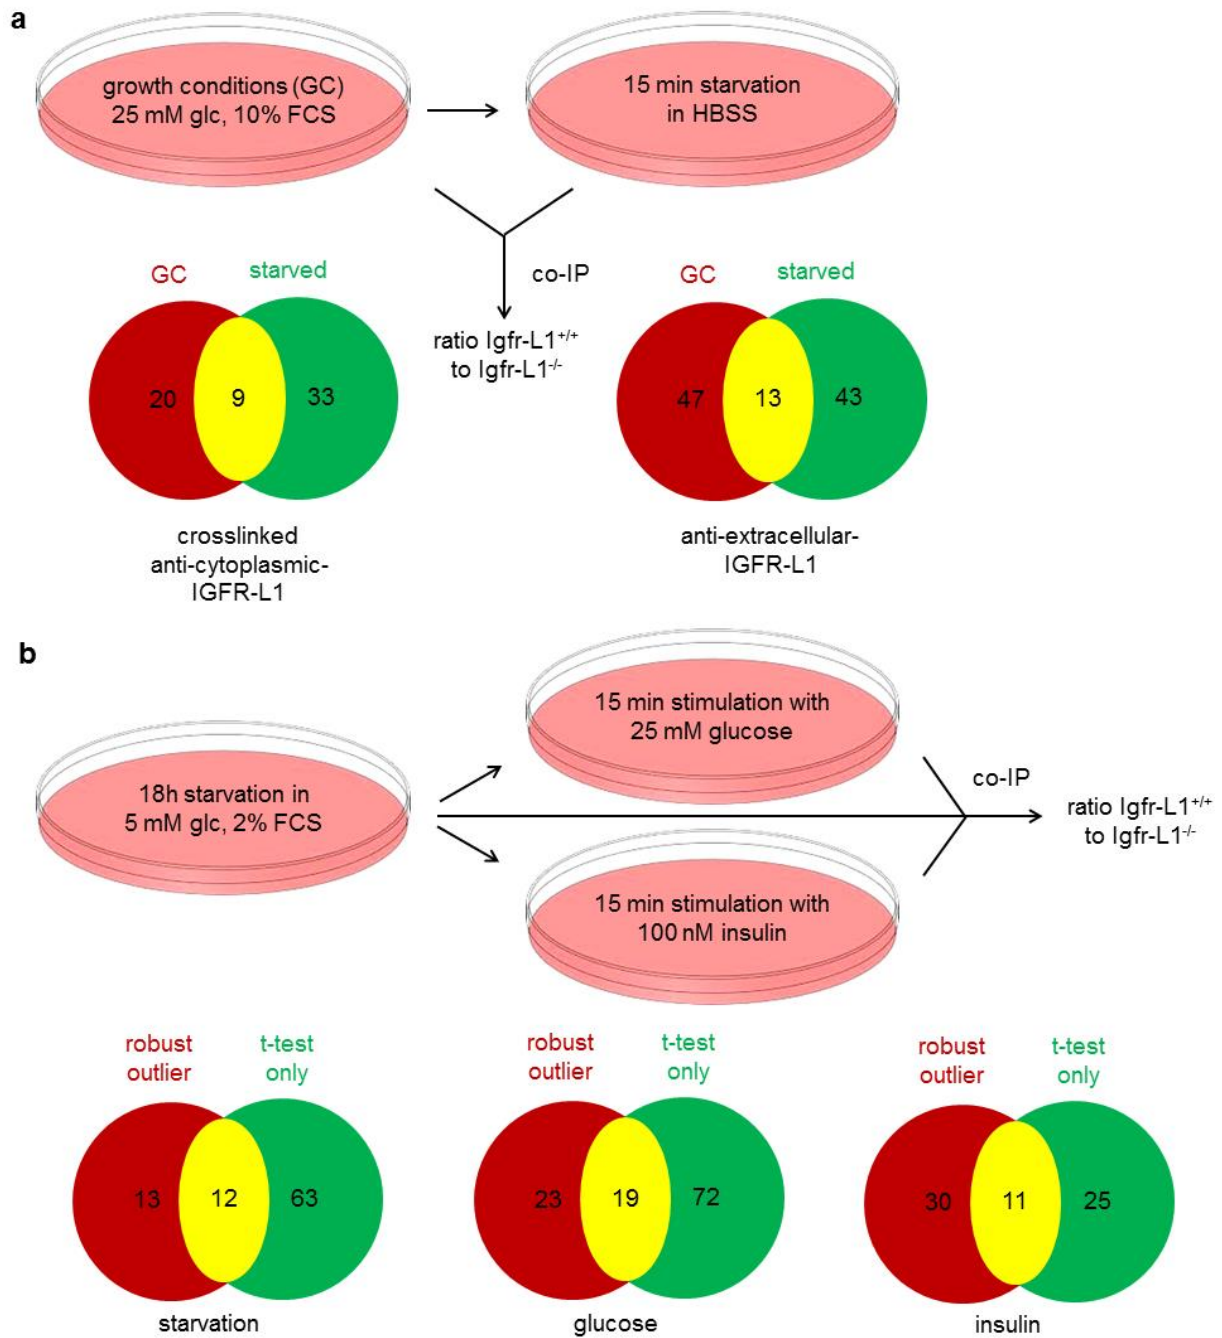 a
growth conditions (GC)
25 mM glc, 10% FCS
15 min starvation
in HBSS
GC
starved
co-IP
ratio Igfr-L1+/+
to Igfr-L1-/-
GC
starved
20
9
33
47
13
43
crosslinked
anti-cytoplasmic-
IGFR-L1
anti-extracellular-
IGFR-L1
b
15 min stimulation with
25 mM glucose
18h starvation in
5 mM glc, 2% FCS
co-IP
ratio Igfr-L1+/+
to Igfr-L1-/-
15 min stimulation with
100 nM insulin
robust
outlier
t-test
only
robust
outlier
t-test
only
robust
outlier
t-test
only
13
12
63
23
19
72
30
11
25
starvation
glucose
insulin